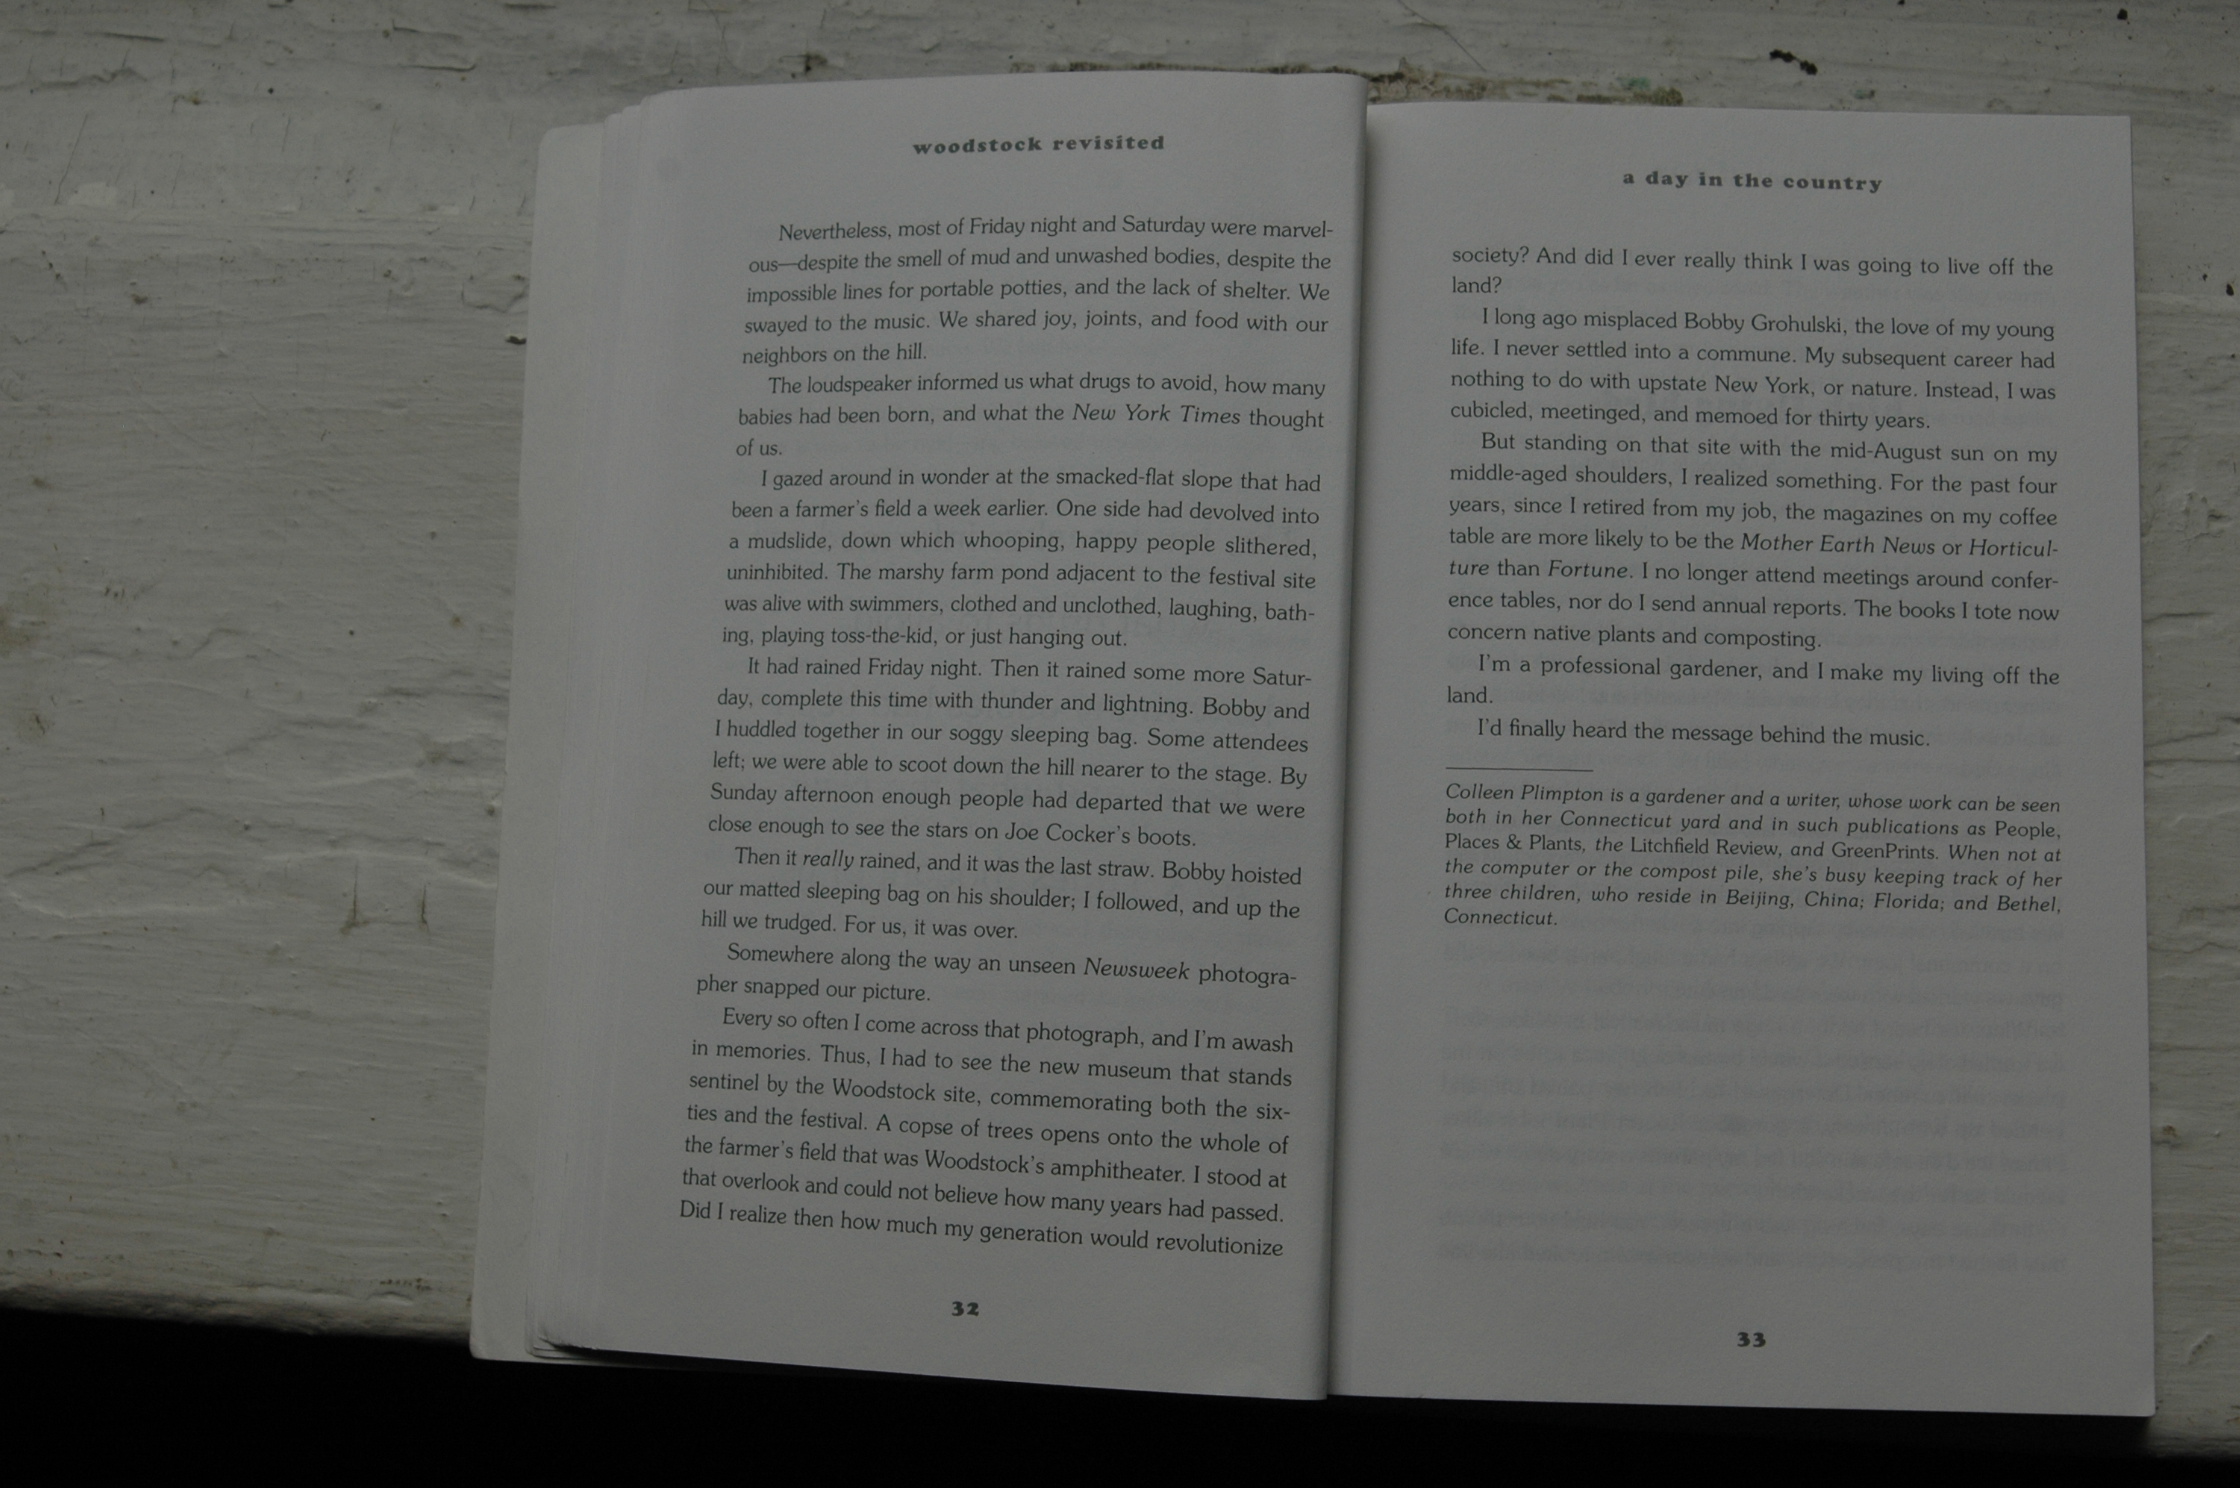 woodstock revisited
Nevertheless, most of Friday night and Saturday were marvel-
ous—despite the smell of mud and unwashed bodies, despite the
impossible lines for portable potties, and the lack of shelter. We
swayed to the music. We shared joy, joints, and food with our
neighbors on the hill.
The loudspeaker informed us what drugs to avoid, how many
babies had been born, and what the New York Times thought
of us.
I gazed around in wonder at the smacked-flat slope that had
been a farmer's field a week earlier. One side had devolved into
a mudslide, down which whooping, happy people slithered,
uninhibited. The marshy farm pond adjacent to the festival site
was alive with swimmers, clothed and unclothed, laughing, bath-
ing, playing toss-the-kid, or just hanging out.
It had rained Friday night. Then it rained some more Satur-
day, complete this time with thunder and lightning. Bobby and
I huddled together in our soggy sleeping bag. Some attendees
left; we were able to scoot down the hill nearer to the stage. By
Sunday afternoon enough people had departed that we were
close enough to see the stars on Joe Cocker's boots.
Then it really rained, and it was the last straw. Bobby hoisted
our matted sleeping bag on his shoulder; I followed, and up the
hill we trudged. For us, it was over.
Somewhere along the way an unseen Newsweek photogra-
pher snapped our picture.
Every so often I come across that photograph, and I'm awash
in memories. Thus, I had to see the new museum that stands
sentinel by the Woodstock site, commemorating both the six-
ties and the festival. A copse of trees opens onto the whole of
the farmer's field that was Woodstock's amphitheater. I stood at
that overlook and could not believe how many years had passed.
Did I realize then how much my generation would revolutionize
32
a day in the country
society? And did I ever really think I was going to live off the
land?
I long ago misplaced Bobby Grohulski, the love of my young
life. I never settled into a commune. My subsequent career had
nothing to do with upstate New York, or nature. Instead, I was
cubicled, meetinged, and memoed for thirty years.
But standing on that site with the mid-August sun on my
middle-aged shoulders, I realized something. For the past four
years, since I retired from my job, the magazines on my coffee
table are more likely to be the Mother Earth News or Horticul-
ture than Fortune. I no longer attend meetings around confer-
ence tables, nor do I send annual reports. The books I tote now
concern native plants and composting.
I'm a professional gardener, and I make my living off the
land.
I'd finally heard the message behind the music.
Colleen Plimpton is a gardener and a writer, whose work can be seen
both in her Connecticut yard and in such publications as People,
Places & Plants, the Litchfield Review, and GreenPrints. When not at
the computer or the compost pile, she's busy keeping track of her
three children, who reside in Beijing, China; Florida; and Bethel,
Connecticut.
33